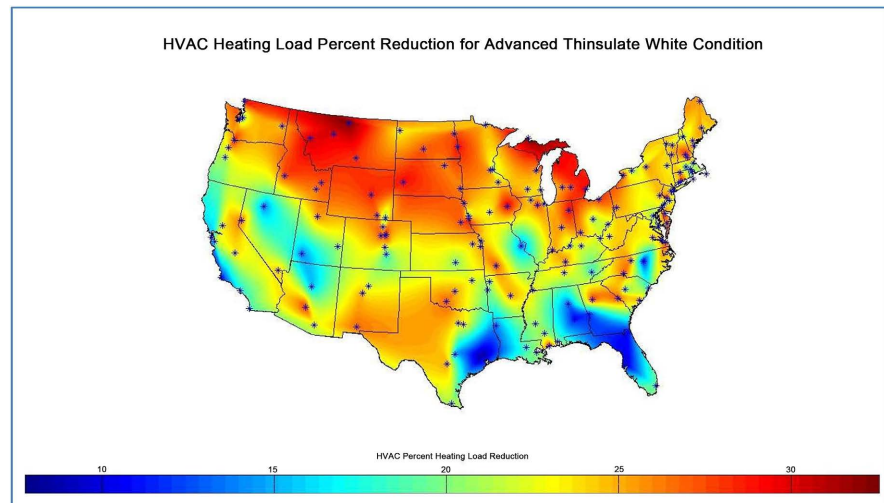 HVAC Heating Load Percent Reduction for Advanced Thinsulate White Condition
HVAC Percent Heating Load Reduction
10 15 20 25 30